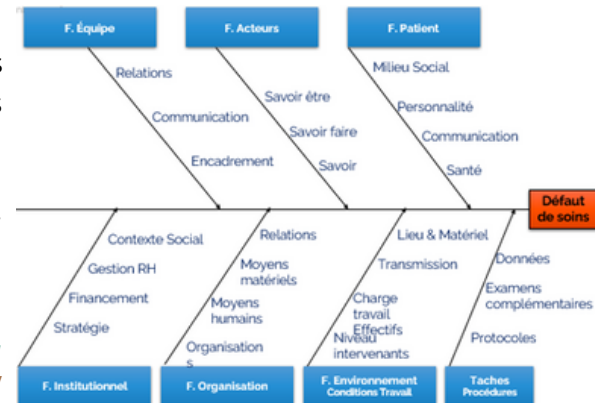 F. Équipe
F. Acteurs
F. Patient
Relations
Communication
Encadrement
Savoir être
Savoir faire
Savoir
Milieu Social
Personnalité
Communication
Santé
Défaut
de soins
Contexte Social
Gestion RH
Financement
Stratégie
Relations
Moyens
matériels
Moyens
humains
Organisation
s
Lieu & Matériel
Transmission
Charge
travail
Effectifs
Niveau
intervenants
Données
Examens
complémentaires
Protocoles
F. Institutionnel
F. Organisation
F. Environnement
Conditions Travail
Taches
Procédures